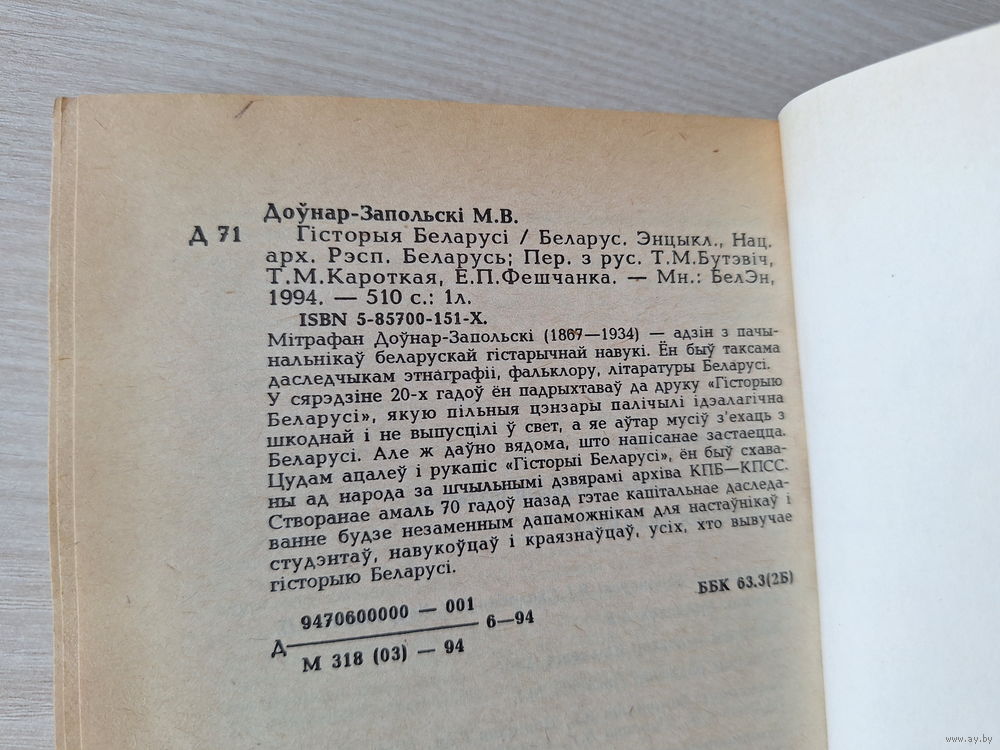 Доўнар-Запольскі М.В.
Д 71 Гісторыя Беларусі / Беларус. Энцыкл., Нац.
арх. Рэсп. Беларусь; Пер. з рус. Т.М.Бутэвіч,
Т.М.Кароткая, Е.П.Фешчанка. — Мн.: БелЭн,
1994. — 510 с.: 1л.
ISBN 5-85700-151-X.
Мітрафан Доўнар-Запольскі (1867—1934) — адзін з пачы-
нальнікаў беларускай гістарычнай навукі. Ён быў таксама
даследчыкам этнаграфіі, фальклору, літаратуры Беларусі.
У сярэдзіне 20-х гадоў ён падрыхтаваў да друку «Гісторыю
Беларусі», якую пільныя цэнзары палічылі ідэалагічна
шкоднай і не выпусцілі ў свет, а яе аўтар мусіў з’ехаць з
Беларусі. Але ж даўно вядома, што напісанае застаецца.
Цудам ацалеў і рукапіс «Гісторыі Беларусі», ён быў схава-
ны ад народа за шчыльнымі дзвярамі архіва КПБ—КПСС.
Створанае амаль 70 гадоў назад гэтае капітальнае даследа-
ванне будзе незаменным дапаможнікам для настаўнікаў і
студэнтаў, навукоўцаў і краязнаўцаў, усіх, хто вывучае
гісторыю Беларусі.
ББК 63.3(2Б)
9470600000 — 001
Д 6—94
М 318 (03) — 94
www.ay.by